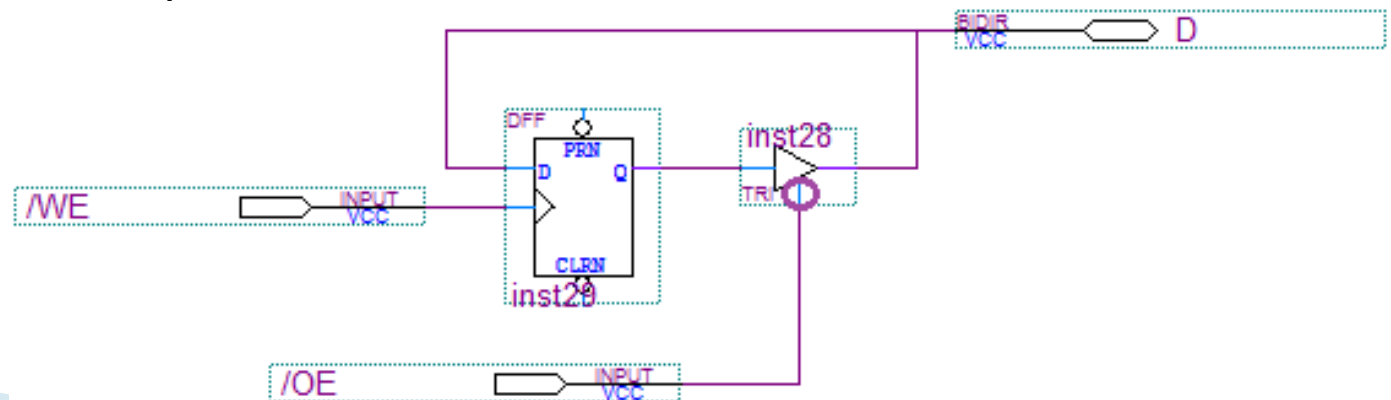 BIDIR
VCC
D
DFF
PRN
D
Q
inst28
TRI
/WE
INPUT
VCC
CLRN
inst29
/OE
INPUT
VCC